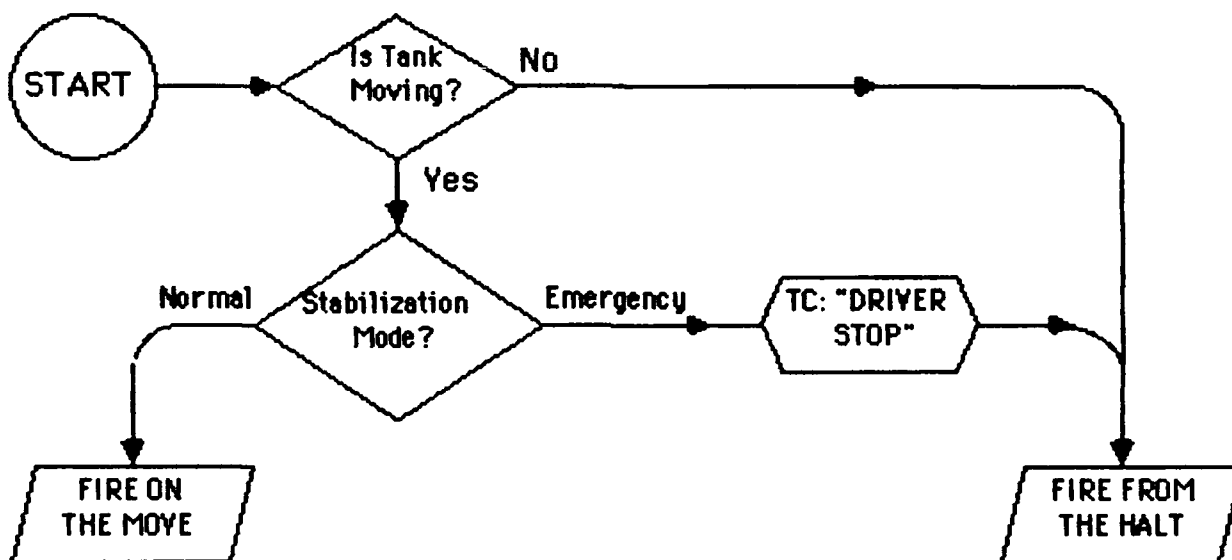 START
Is Tank
Moving?
No
Yes
Normal
Stabilization
Mode?
Emergency
TC: "DRIVER
STOP"
FIRE ON
THE MOVE
FIRE FROM
THE HALT